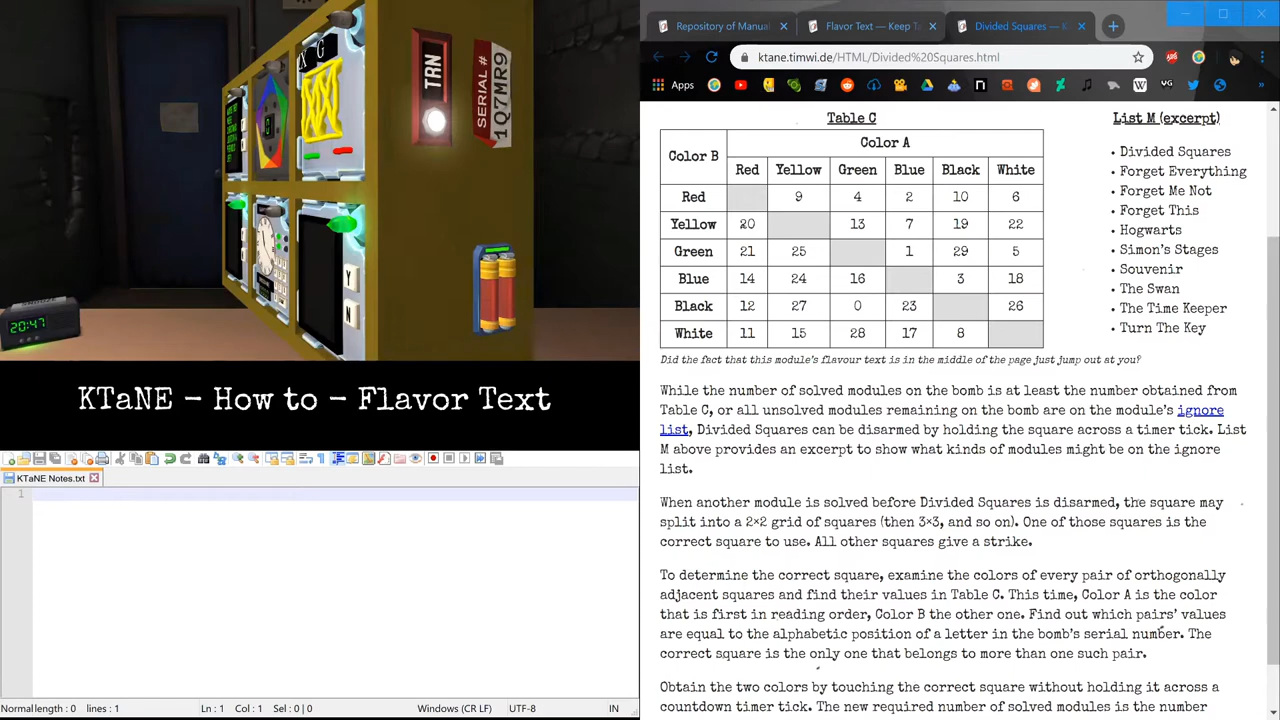 X G
TRN
SERIAL #
1Q7MR9
Y
N
20:47
KTaNE - How to - Flavor Text
KTaNE Notes.txt
1
Normal length : 0 lines : 1 Ln : 1 Col : 1 Sel : 0 | 0 Windows (CR LF) UTF-8 IN
Repository of Manua
Flavor Text — Keep Ta
Divided Squares — K
ktane.timwi.de/HTML/Divided%20Squares.html
Apps
Table C
Color B Color A
Red Yellow Green Blue Black White
Red 9 4 2 10 6
Yellow 20 13 7 19 22
Green 21 25 1 29 5
Blue 14 24 16 3 18
Black 12 27 0 23 26
White 11 15 28 17 8
List M (excerpt)
• Divided Squares
• Forget Everything
• Forget Me Not
• Forget This
• Hogwarts
• Simon's Stages
• Souvenir
• The Swan
• The Time Keeper
• Turn The Key
Did the fact that this module's flavour text is in the middle of the page just jump out at you?
While the number of solved modules on the bomb is at least the number obtained from
Table C, or all unsolved modules remaining on the bomb are on the module's ignore
list, Divided Squares can be disarmed by holding the square across a timer tick. List
M above provides an excerpt to show what kinds of modules might be on the ignore
list.
When another module is solved before Divided Squares is disarmed, the square may
split into a 2×2 grid of squares (then 3×3, and so on). One of those squares is the
correct square to use. All other squares give a strike.
To determine the correct square, examine the colors of every pair of orthogonally
adjacent squares and find their values in Table C. This time, Color A is the color
that is first in reading order, Color B the other one. Find out which pairs' values
are equal to the alphabetic position of a letter in the bomb's serial number. The
correct square is the only one that belongs to more than one such pair.
Obtain the two colors by touching the correct square without holding it across a
countdown timer tick. The new required number of solved modules is the number